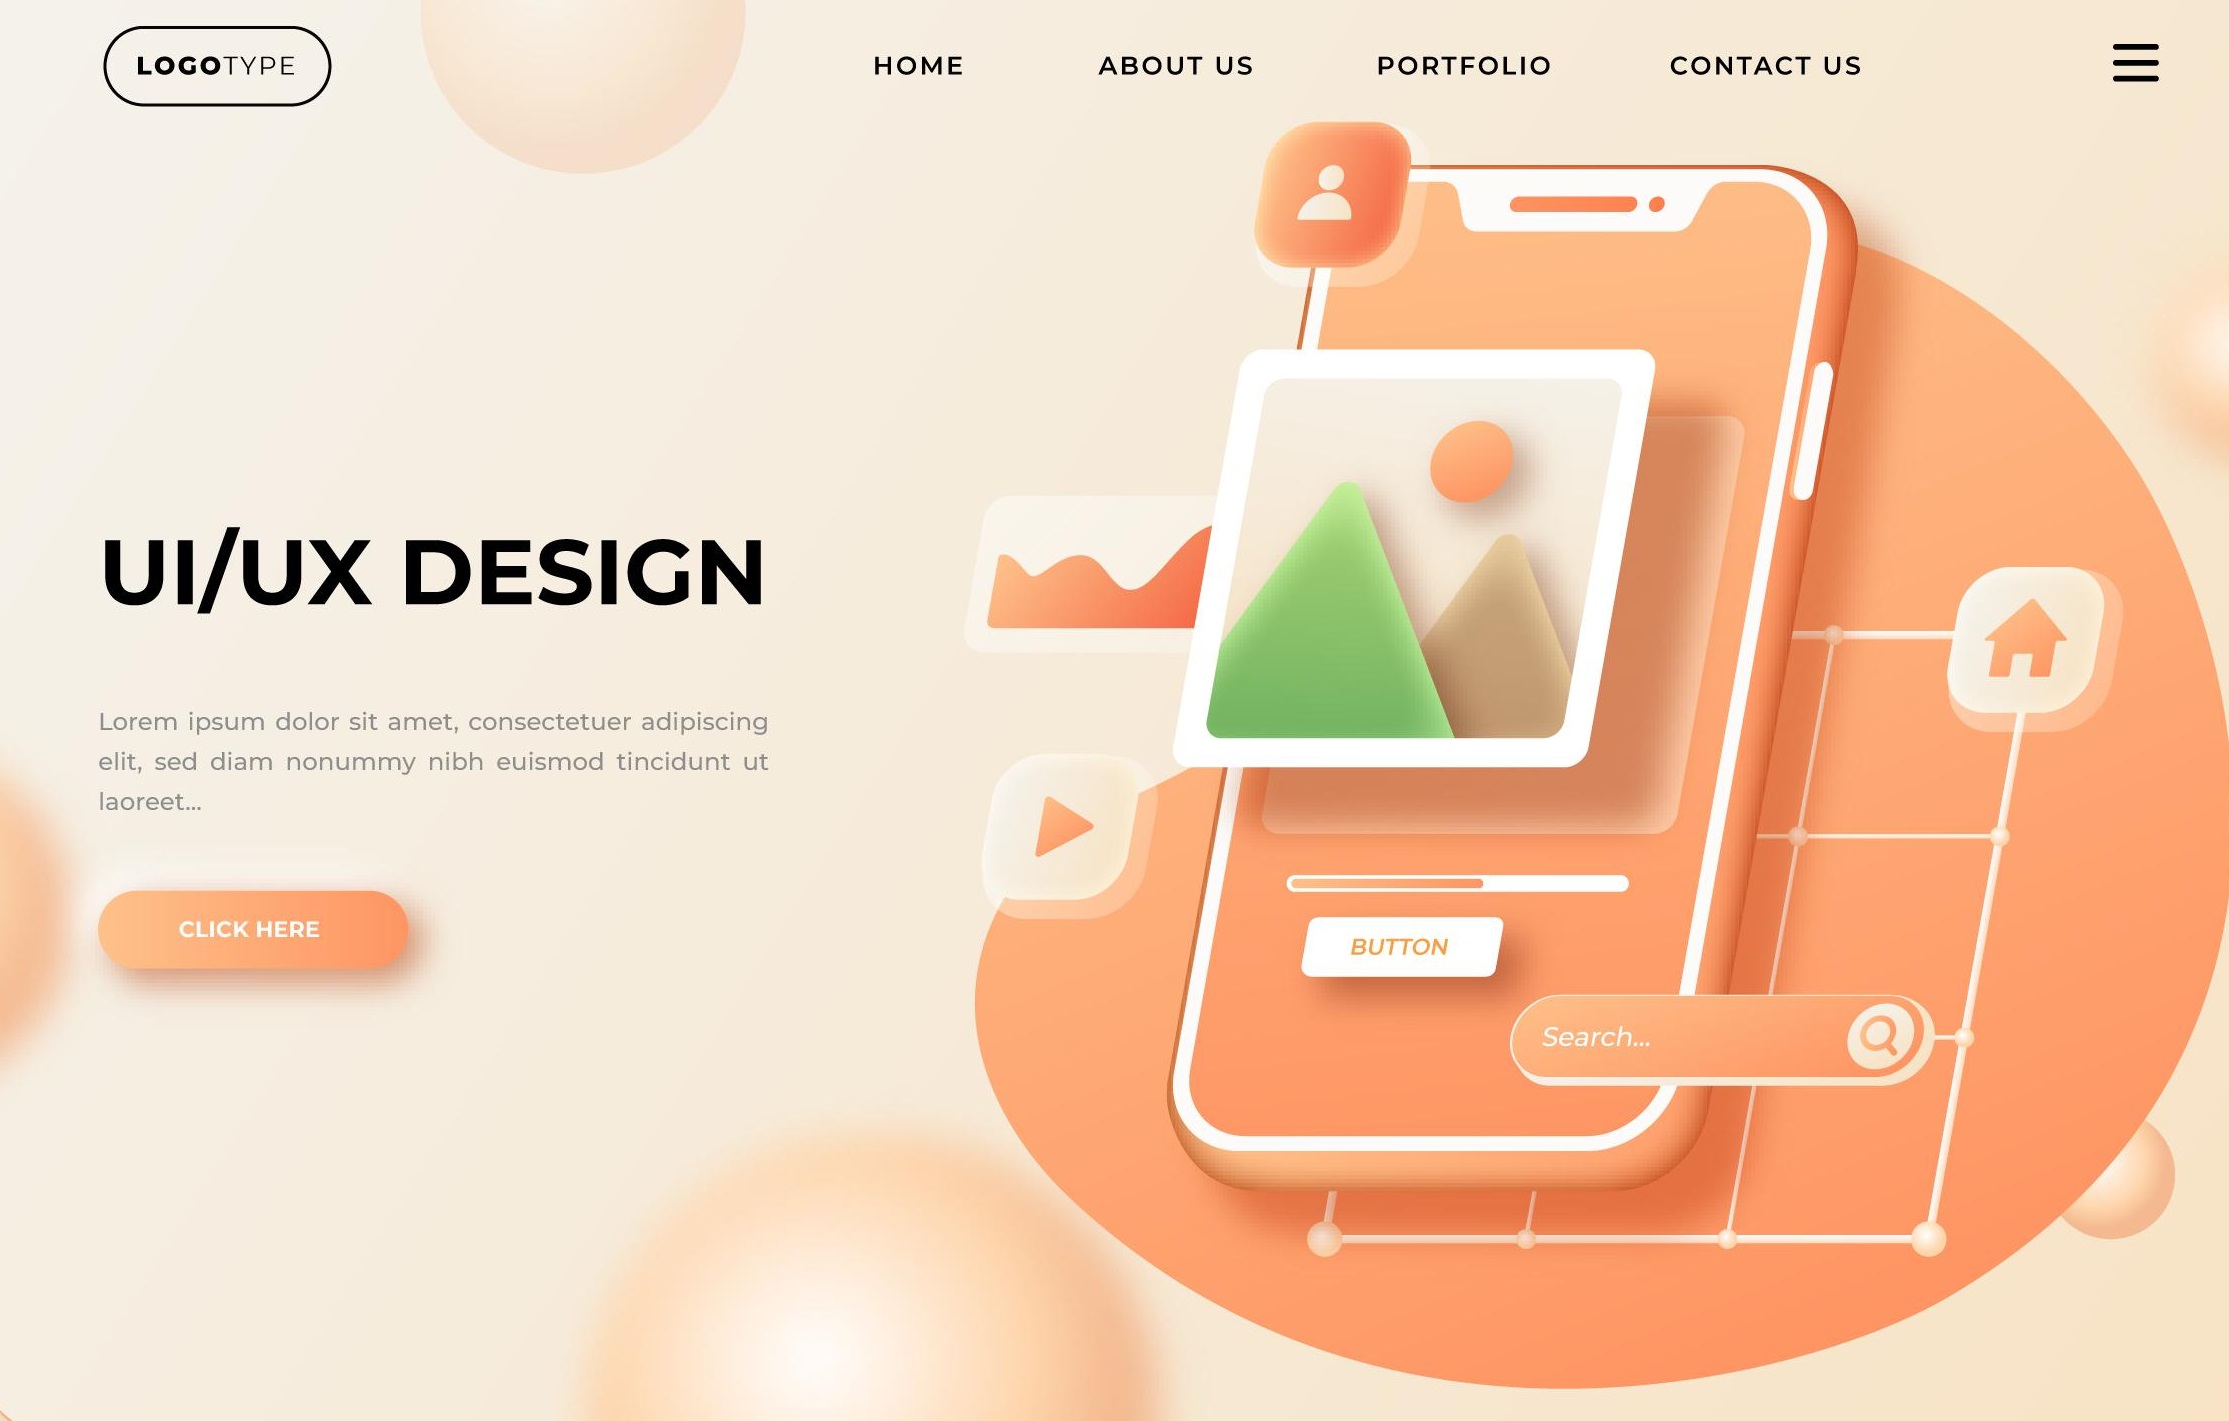 LOGOTYPE
HOME
ABOUT US
PORTFOLIO
CONTACT US
UI/UX DESIGN
Lorem ipsum dolor sit amet, consectetuer adipiscing
elit, sed diam nonummy nibh euismod tincidunt ut
laoreet...
CLICK HERE
BUTTON
Search...